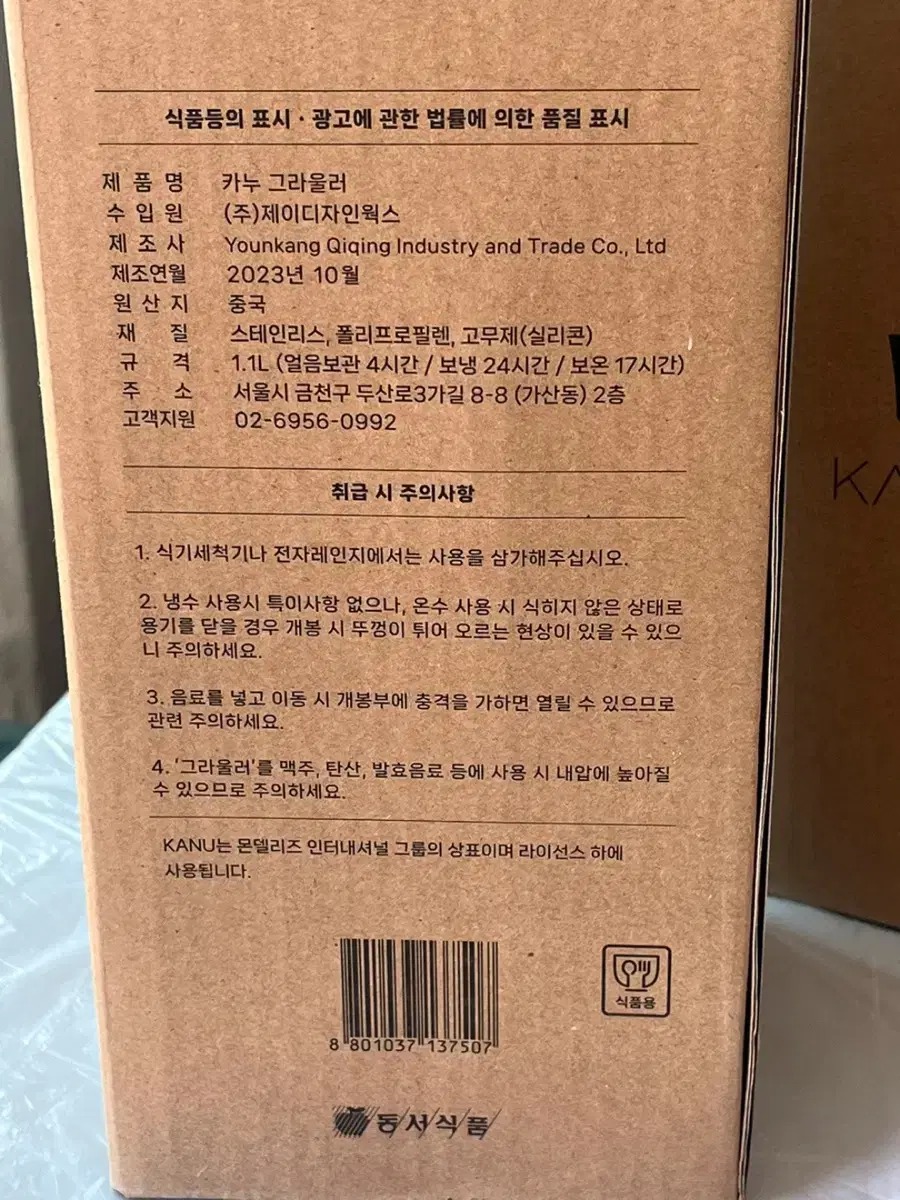 식품등의 표시 · 광고에 관한 법률에 의한 품질 표시
제 품 명 카누 그라울러
수 입 원 (주)제이디자인웍스
제 조 사 Younkang Qiqing Industry and Trade Co., Ltd
제조연월 2023년 10월
원 산 지 중국
재 질 스테인리스, 폴리프로필렌, 고무제(실리콘)
규 격 1.1L (얼음보관 4시간 / 보냉 24시간 / 보온 17시간)
주 소 서울시 금천구 두산로3가길 8-8 (가산동) 2층
고객지원 02-6956-0992
취급 시 주의사항
1. 식기세척기나 전자레인지에서는 사용을 삼가해주십시오.
2. 냉수 사용시 특이사항 없으나, 온수 사용 시 식히지 않은 상태로
용기를 닫을 경우 개봉 시 뚜껑이 튀어 오르는 현상이 있을 수 있으
니 주의하세요.
3. 음료를 넣고 이동 시 개봉부에 충격을 가하면 열릴 수 있으므로
관련 주의하세요.
4. '그라울러'를 맥주, 탄산, 발효음료 등에 사용 시 내압에 높아질
수 있으므로 주의하세요.
KANU는 몬델리즈 인터내셔널 그룹의 상표이며 라이선스 하에
사용됩니다.
8 801037 137507
식품용
동서식품